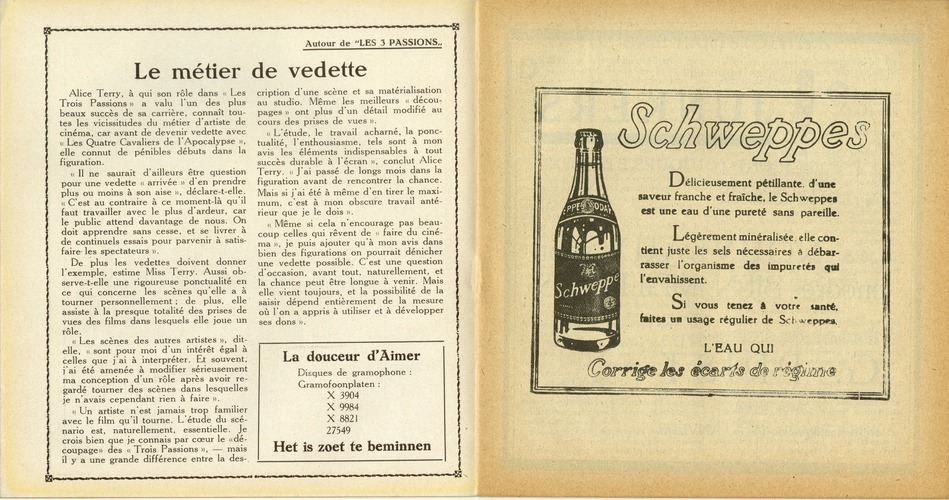 Autour de "LES 3 PASSIONS„
Le métier de vedette
Alice Terry, à qui son rôle dans « Les
Trois Passions » a valu l'un des plus
beaux succès de sa carrière, connaît tou-
tes les vicissitudes du métier d'artiste de
cinéma, car avant de devenir vedette avec
« Les Quatre Cavaliers de l'Apocalypse »,
elle connut de pénibles débuts dans la
figuration.
« Il ne saurait d'ailleurs être question
pour une vedette « arrivée » d'en prendre
plus ou moins à son aise », déclare-t-elle.
« C'est au contraire à ce moment-là qu'il
faut travailler avec le plus d'ardeur, car
le public attend davantage de nous. On
doit apprendre sans cesse, et se livrer à
de continuels essais pour parvenir à satis-
faire les spectateurs ».
De plus les vedettes doivent donner
l'exemple, estime Miss Terry. Aussi ob-
serve-t-elle une rigoureuse ponctualité en
ce qui concerne les scènes qu'elle a à
tourner personnellement ; de plus, elle
assiste à la presque totalité des prises de
vues des films dans lesquels elle joue un
rôle.
« Les scènes des autres artistes », dit-
elle, « sont pour moi d'un intérêt égal à
celles que j'ai à interpréter. Et souvent,
j'ai été amenée à modifier sérieusement
ma conception d'un rôle après avoir re-
gardé tourner des scènes dans lesquelles
je n'avais cependant rien à faire ».
« Un artiste n'est jamais trop familier
avec le film qu'il tourne. L'étude du scé-
nario est, naturellement, essentielle. Je
crois bien que je connais par cœur le «dé-
coupage» des « Trois Passions », — mais
il y a une grande différence entre la des-
cription d'une scène et sa matérialisation
au studio. Même les meilleurs « décou-
pages » ont plus d'un détail modifié au
cours des prises de vues ».
« L'étude, le travail acharné, la ponc-
tualité, l'enthousiasme, tels sont à mon
avis les éléments indispensables à tout
succès durable à l'écran », conclut Alice
Terry. « J'ai passé de longs mois dans la
figuration avant de rencontrer la chance.
Mais si j'ai été à même d'en tirer le maxi-
mum, c'est à mon obscure travail anté-
rieur que je le dois ».
« Même si cela n'encourage pas beau-
coup celles qui rêvent de « faire du ciné-
ma », je puis ajouter qu'à mon avis dans
bien des figurations on pourrait dénicher
une vedette possible. C'est une question
d'occasion, avant tout, naturellement, et
la chance peut être longue à venir. Mais
elle vient toujours, et la possibilité de la
saisir dépend entièrement de la mesure
où l'on a appris à utiliser et à développer
ses dons ».
La douceur d'Aimer
Disques de gramophone :
Gramofoonplaten :
X 3904
X 9984
X 8821
27549
Het is zoet te beminnen
Schweppes
Délicieusement pétillante, d'une
saveur franche et fraîche, le Schweppes
est une eau d'une pureté sans pareille.
Légèrement minéralisée, elle con-
tient juste les sels nécessaires à débar-
rasser l'organisme des impuretés qui
l'envahissent.
Si vous tenez à votre santé,
faites un usage régulier de Schweppes.
L'EAU QUI
Corrige les écarts de régime
SODA
Schweppe